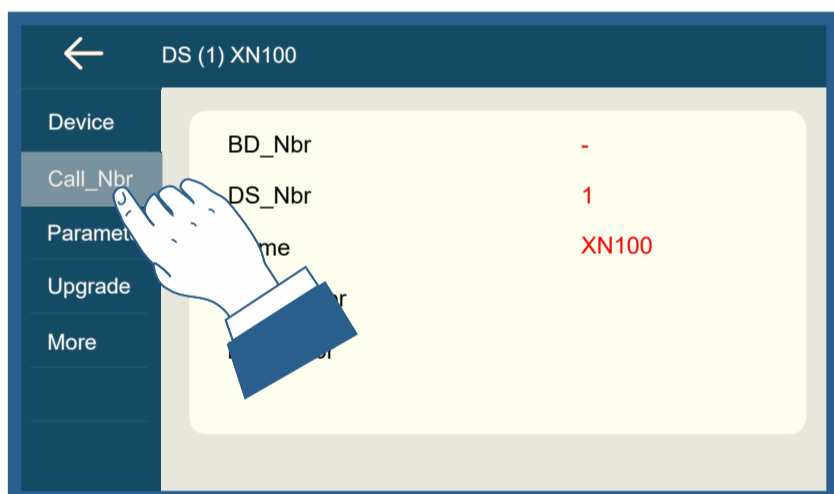 DS (1) XN100
Device
Call_Nbr
Upgrade
More
BD_Nbr -
DS_Nbr 1
XN100